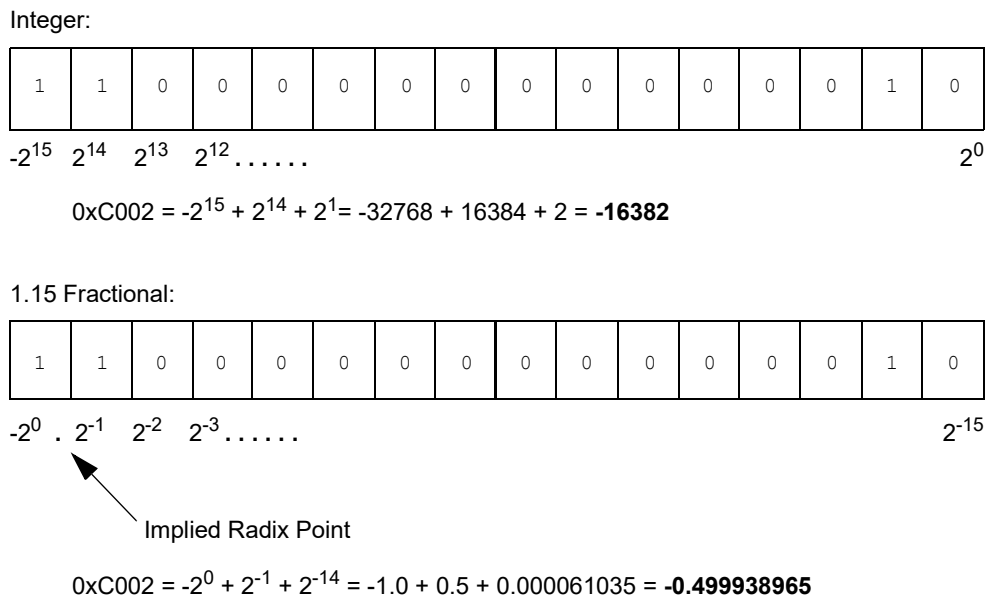 Integer:
1 1 0 0 0 0 0 0 0 0 0 0 0 0 1 0
-2^15 2^14 2^13 2^12 . . . . . . 2^0
0xC002 = -2^15 + 2^14 + 2^1= -32768 + 16384 + 2 = -16382
1.15 Fractional:
1 1 0 0 0 0 0 0 0 0 0 0 0 0 1 0
-2^0 . 2^-1 2^-2 2^-3 . . . . . . 2^-15
Implied Radix Point
0xC002 = -2^0 + 2^-1 + 2^-14 = -1.0 + 0.5 + 0.000061035 = -0.499938965